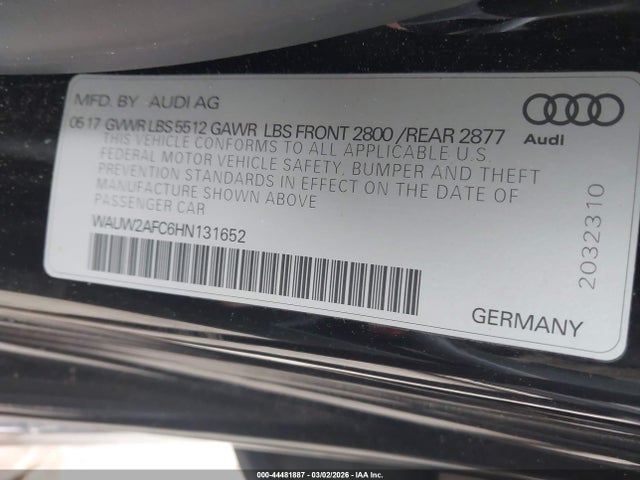 MFD. BY AUDI AG
0517 GVWR LBS 5512 GAWR LBS FRONT 2800 /REAR 2877
THIS VEHICLE CONFORMS TO ALL APPLICABLE U.S.
FEDERAL MOTOR VEHICLE SAFETY, BUMPER AND THEFT
PREVENTION STANDARDS IN EFFECT ON THE DATE OF
MANUFACTURE SHOWN ABOVE
PASSENGER CAR
WAUW2AFC6HN131652
Audi
2032310
GERMANY
000-44481887 - 03/02/2026 - IAA Inc.